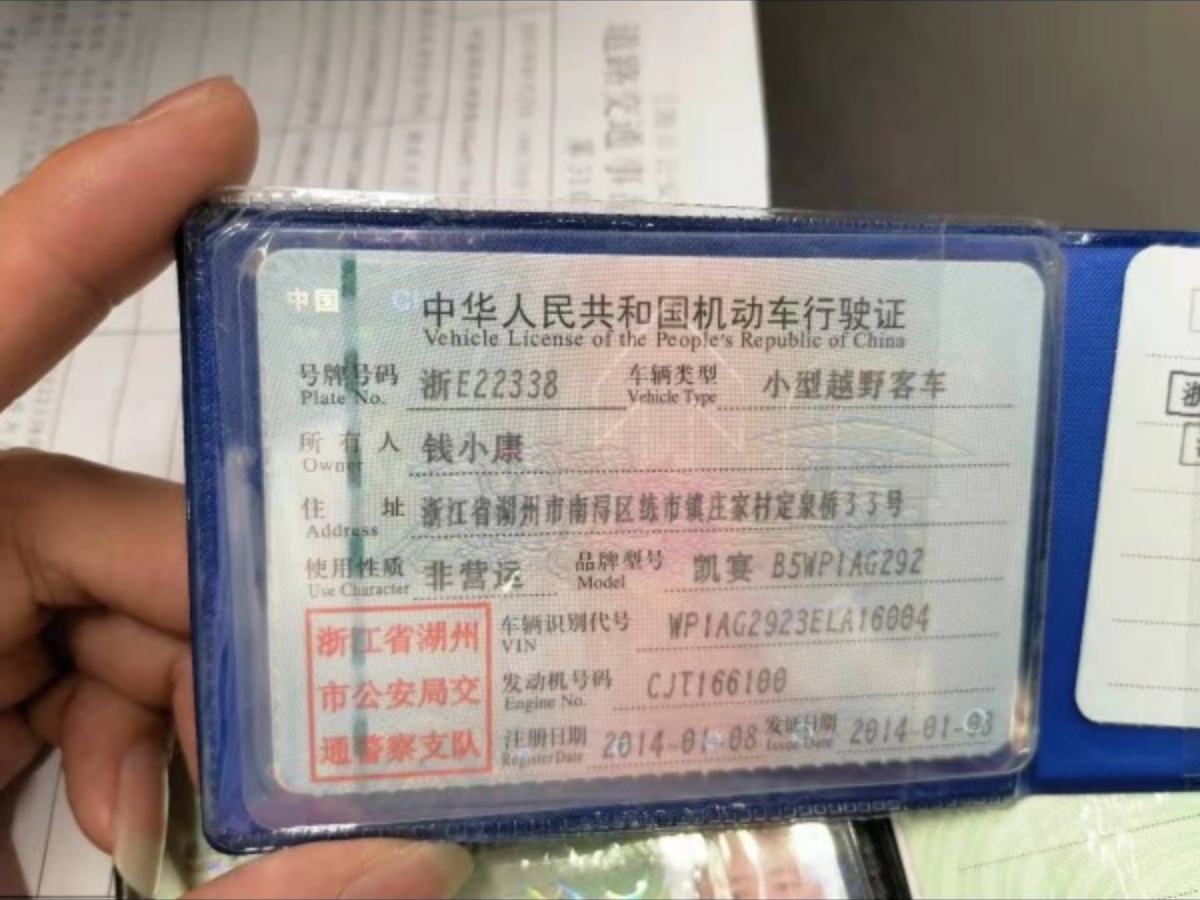 道路交通事
中国
中华人民共和国机动车行驶证
Vehicle License of the People's Republic of China
号牌号码 浙E22338 车辆类型 小型越野客车
Plate No. Vehicle Type
所有人 钱小康
Owner
住址 浙江省湖州市南浔区练市镇庄家村定泉桥33号
Address
使用性质 非营运 品牌型号 凯宴 B5WP1AG292
Use Character Model
浙江省湖州
市公安局交
通警察支队
车辆识别代号 WP1AG2923ELA16004
VIN
发动机号码 CJT166100
Engine No.
注册日期 2014-01-08 发证日期 2014-01-
Register Date Issue Date
浙